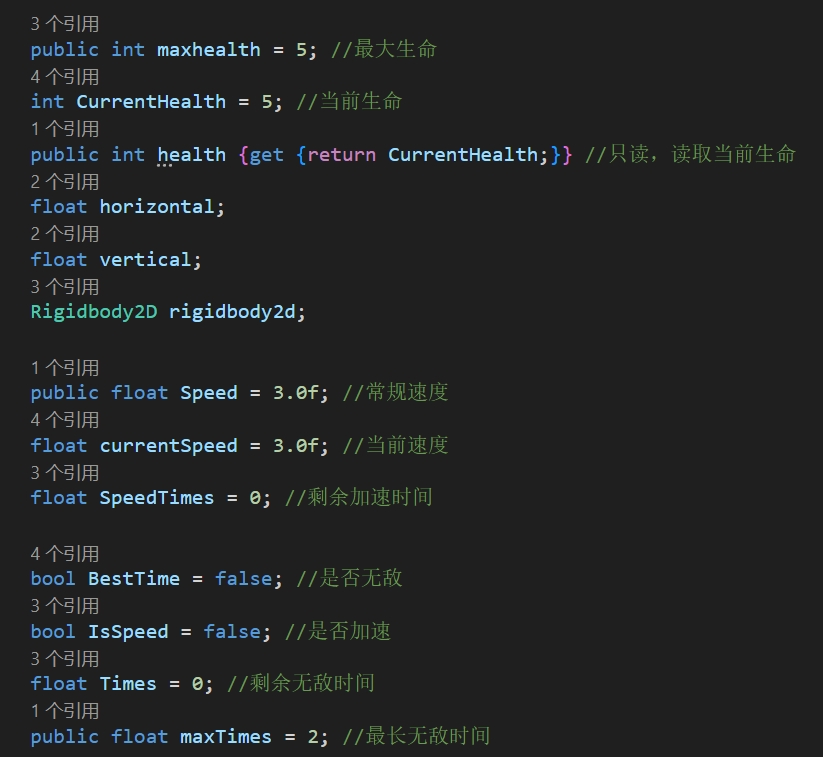 3 个引用
public int maxhealth = 5; //最大生命
4 个引用
int CurrentHealth = 5; //当前生命
1 个引用
public int health {get {return CurrentHealth;}} //只读，读取当前生命
2 个引用
float horizontal;
2 个引用
float vertical;
3 个引用
Rigidbody2D rigidbody2d;
1 个引用
public float Speed = 3.0f; //常规速度
4 个引用
float currentSpeed = 3.0f; //当前速度
3 个引用
float SpeedTimes = 0; //剩余加速时间
4 个引用
bool BestTime = false; //是否无敌
3 个引用
bool IsSpeed = false; //是否加速
3 个引用
float Times = 0; //剩余无敌时间
1 个引用
public float maxTimes = 2; //最长无敌时间